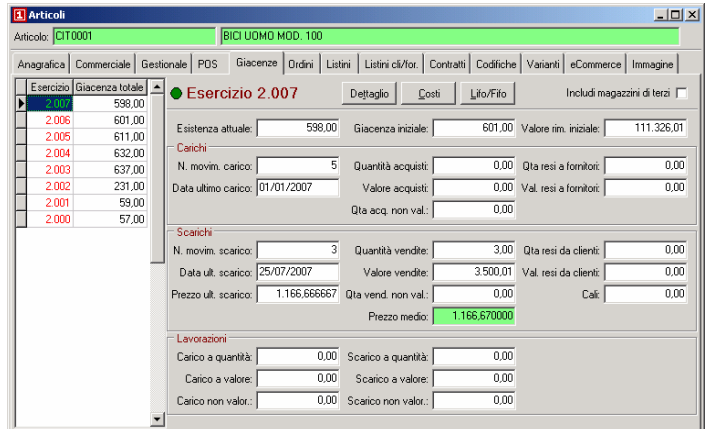 Articoli
Articolo: CIT0001 BICI UOMO MOD. 100
Anagrafica Commerciale Gestionale POS Giacenze Ordini Listini Listini cli/for. Contratti Codifiche Varianti eCommerce Immagine
Esercizio Giacenza totale
2.007 598,00
2.006 601,00
2.005 611,00
2.004 632,00
2.003 637,00
2.002 231,00
2.001 59,00
2.000 57,00
Esercizio 2.007 Dettaglio Costi Lifo/Fifo Includi magazzini di terzi
Esistenza attuale: 598,00 Giacenza iniziale: 601,00 Valore rim. iniziale: 111.326,01
Carichi
N. movim. carico: 5 Quantità acquisti: 0,00 Qta resi a fornitori: 0,00
Data ultimo carico: 01/01/2007 Valore acquisti: 0,00 Val. resi a fornitori: 0,00
Qta acq. non val.: 0,00
Scarichi
N. movim. scarico: 3 Quantità vendite: 3,00 Qta resi da clienti: 0,00
Data ult. scarico: 25/07/2007 Valore vendite: 3.500,01 Val. resi da clienti: 0,00
Prezzo ult. scarico: 1.166,666667 Qta vend. non val.: 0,00 Cali: 0,00
Prezzo medio: 1.166,670000
Lavorazioni
Carico a quantità: 0,00 Scarico a quantità: 0,00
Carico a valore: 0,00 Scarico a valore: 0,00
Carico non valor.: 0,00 Scarico non valor.: 0,00